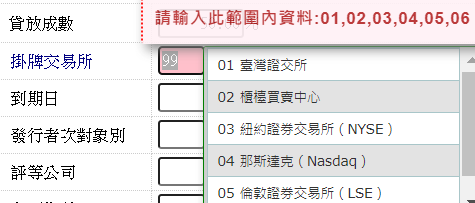 請輸入此範圍內資料:01,02,03,04,05,06
貸放成數
掛牌交易所 99
01 臺灣證交所
到期日
02 櫃檯買賣中心
發行者次對象別
03 紐約證券交易所 ( NYSE )
評等公司
04 那斯達克 ( Nasdaq )
05 倫敦證券交易所 ( LSE )